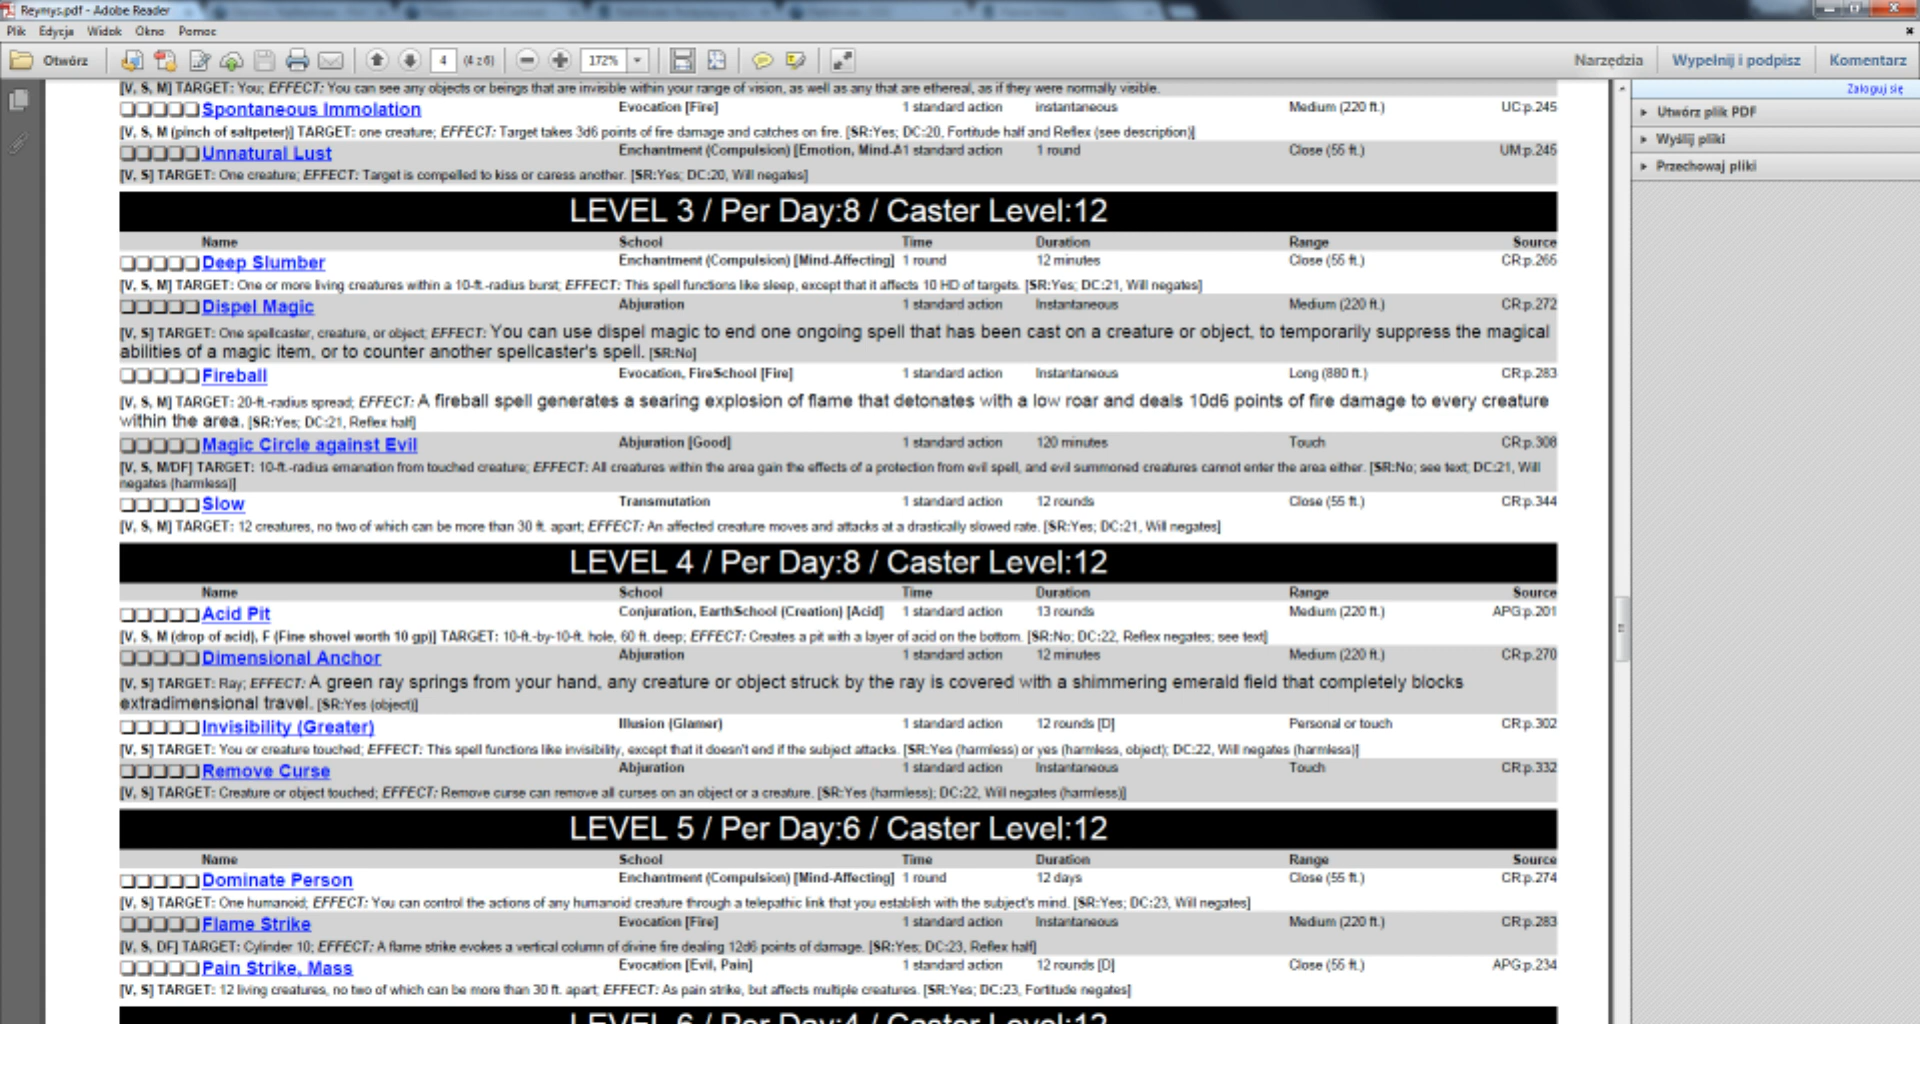 Reymys.pdf - Adobe Reader
Plik Edycja Widok Okno Pomoc
Otwórz 4 (4 z 6) 172% Narzędzia Wypełnij i podpisz Komentarz
Zaloguj się
Utwórz plik PDF
Wyślij pliki
Przechowaj pliki
[V, S, M] TARGET: You; EFFECT: You can see any objects or beings that are invisible within your range of vision, as well as any that are ethereal, as if they were normally visible.
Spontaneous Immolation Evocation [Fire] 1 standard action instantaneous Medium (220 ft.) UC:p.245
[V, S, M (pinch of saltpeter)] TARGET: one creature; EFFECT: Target takes 3d6 points of fire damage and catches on fire. [SR:Yes; DC:20, Fortitude half and Reflex (see description)]
Unnatural Lust Enchantment (Compulsion) [Emotion, Mind-A1 standard action 1 round Close (55 ft.) UM:p.245
[V, S] TARGET: One creature; EFFECT: Target is compelled to kiss or caress another. [SR:Yes; DC:20, Will negates]
LEVEL 3 / Per Day:8 / Caster Level:12
Name School Time Duration Range Source
Deep Slumber Enchantment (Compulsion) [Mind-Affecting] 1 round 12 minutes Close (55 ft.) CR:p.265
[V, S, M] TARGET: One or more living creatures within a 10-ft.-radius burst; EFFECT: This spell functions like sleep, except that it affects 10 HD of targets. [SR:Yes; DC:21, Will negates]
Dispel Magic Abjuration 1 standard action Instantaneous Medium (220 ft.) CR:p.272
[V, S] TARGET: One spellcaster, creature, or object; EFFECT: You can use dispel magic to end one ongoing spell that has been cast on a creature or object, to temporarily suppress the magical
abilities of a magic item, or to counter another spellcaster's spell. [SR:No]
Fireball Evocation, FireSchool [Fire] 1 standard action Instantaneous Long (880 ft.) CR:p.283
[V, S, M] TARGET: 20-ft.-radius spread; EFFECT: A fireball spell generates a searing explosion of flame that detonates with a low roar and deals 10d6 points of fire damage to every creature
within the area. [SR:Yes; DC:21, Reflex half]
Magic Circle against Evil Abjuration [Good] 1 standard action 120 minutes Touch CR:p.308
[V, S, M/DF] TARGET: 10-ft.-radius emanation from touched creature; EFFECT: All creatures within the area gain the effects of a protection from evil spell, and evil summoned creatures cannot enter the area either. [SR:No; see text; DC:21, Will
negates (harmless)]
Slow Transmutation 1 standard action 12 rounds Close (55 ft.) CR:p.344
[V, S, M] TARGET: 12 creatures, no two of which can be more than 30 ft. apart; EFFECT: An affected creature moves and attacks at a drastically slowed rate. [SR:Yes; DC:21, Will negates]
LEVEL 4 / Per Day:8 / Caster Level:12
Name School Time Duration Range Source
Acid Pit Conjuration, EarthSchool (Creation) [Acid] 1 standard action 13 rounds Medium (220 ft.) APG:p.201
[V, S, M (drop of acid), F (Fine shovel worth 10 gp)] TARGET: 10-ft.-by-10-ft. hole, 60 ft. deep; EFFECT: Creates a pit with a layer of acid on the bottom. [SR:No; DC:22, Reflex negates; see text]
Dimensional Anchor Abjuration 1 standard action 12 minutes Medium (220 ft.) CR:p.270
[V, S] TARGET: Ray; EFFECT: A green ray springs from your hand, any creature or object struck by the ray is covered with a shimmering emerald field that completely blocks
extradimensional travel. [SR:Yes (object)]
Invisibility (Greater) Illusion (Glamer) 1 standard action 12 rounds [D] Personal or touch CR:p.302
[V, S] TARGET: You or creature touched; EFFECT: This spell functions like invisibility, except that it doesn't end if the subject attacks. [SR:Yes (harmless) or yes (harmless, object); DC:22, Will negates (harmless)]
Remove Curse Abjuration 1 standard action Instantaneous Touch CR:p.332
[V, S] TARGET: Creature or object touched; EFFECT: Remove curse can remove all curses on an object or a creature. [SR:Yes (harmless); DC:22, Will negates (harmless)]
LEVEL 5 / Per Day:6 / Caster Level:12
Name School Time Duration Range Source
Dominate Person Enchantment (Compulsion) [Mind-Affecting] 1 round 12 days Close (55 ft.) CR:p.274
[V, S] TARGET: One humanoid; EFFECT: You can control the actions of any humanoid creature through a telepathic link that you establish with the subject's mind. [SR:Yes; DC:23, Will negates]
Flame Strike Evocation [Fire] 1 standard action Instantaneous Medium (220 ft.) CR:p.283
[V, S, DF] TARGET: Cylinder 10; EFFECT: A flame strike evokes a vertical column of divine fire dealing 12d6 points of damage. [SR:Yes; DC:23, Reflex half]
Pain Strike, Mass Evocation [Evil, Pain] 1 standard action 12 rounds [D] Close (55 ft.) APG:p.234
[V, S] TARGET: 12 living creatures, no two of which can be more than 30 ft. apart; EFFECT: As pain strike, but affects multiple creatures. [SR:Yes; DC:23, Fortitude negates]
LEVEL 6 / Per Day:4 / Caster Level:12